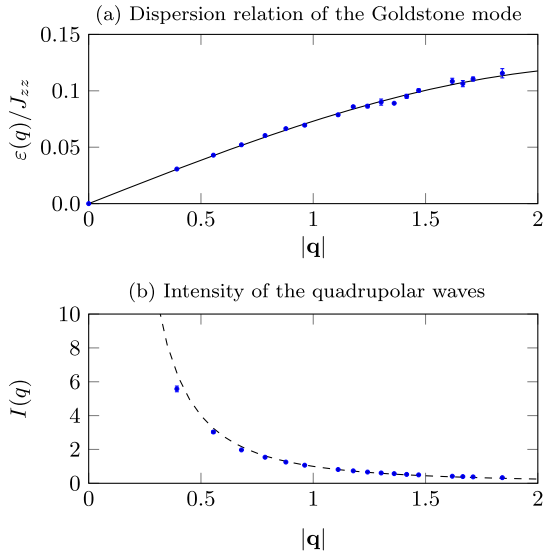 (a) Dispersion relation of the Goldstone mode
0.15
0.1
0.05
0.0
ε(q)/J_zz
0 0.5 1 1.5 2
|q|
(b) Intensity of the quadrupolar waves
10
8
6
4
2
0
I(q)
0 0.5 1 1.5 2
|q|